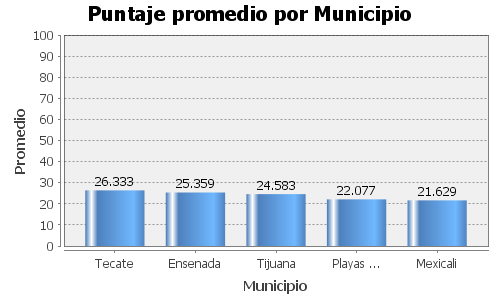 Puntaje promedio por Municipio
Promedio
100
90
80
70
60
50
40
30
20
10
0
26.333
25.359
24.583
22.077
21.629
Tecate
Ensenada
Tijuana
Playas ...
Mexicali
Municipio